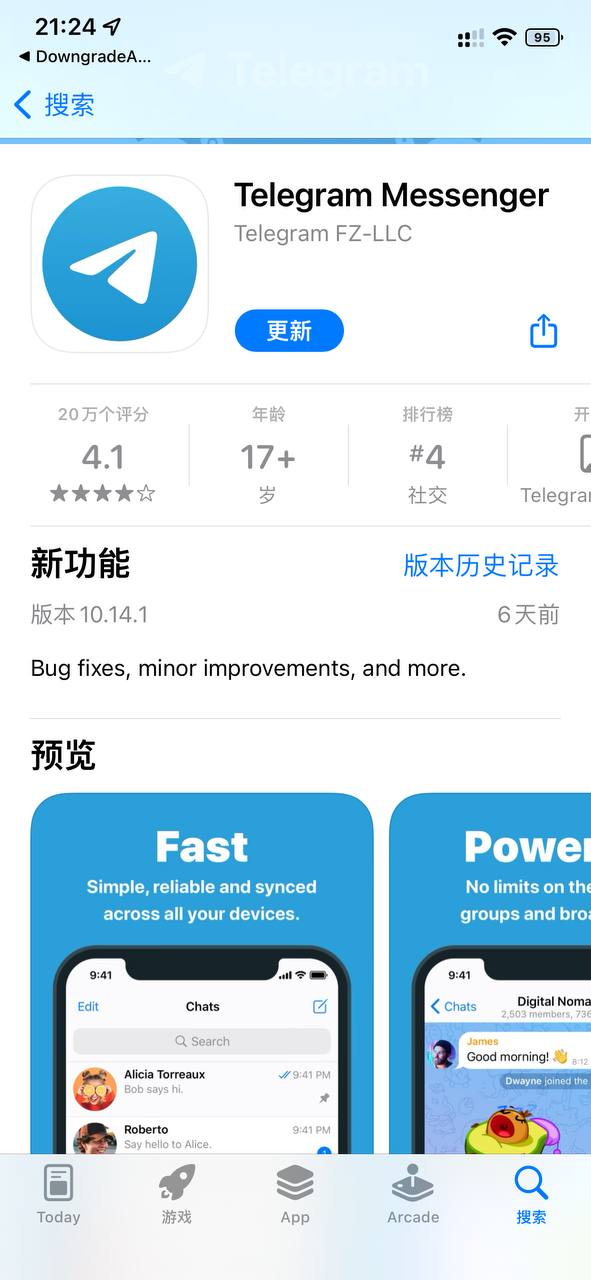 21:24
95
◀ DowngradeA...
Telegram
搜索
Telegram Messenger
Telegram FZ-LLC
更新
20万个评分
4.1
年龄
17+
岁
排行榜
#4
社交
开
Telegra
新功能
版本历史记录
版本 10.14.1
6天前
Bug fixes, minor improvements, and more.
预览
Fast
Simple, reliable and synced
across all your devices.
9:41
Edit
Chats
Search
Alicia Torreaux
9:41 PM
Bob says hi.
Roberto
9:41 PM
Say hello to Alice.
1
Power
No limits on the
groups and broa
9:41
Chats
Digital Noma
2,503 members, 736
James
Good morning! 👋
8:12
Dwayne joined the
Today
游戏
App
Arcade
搜索